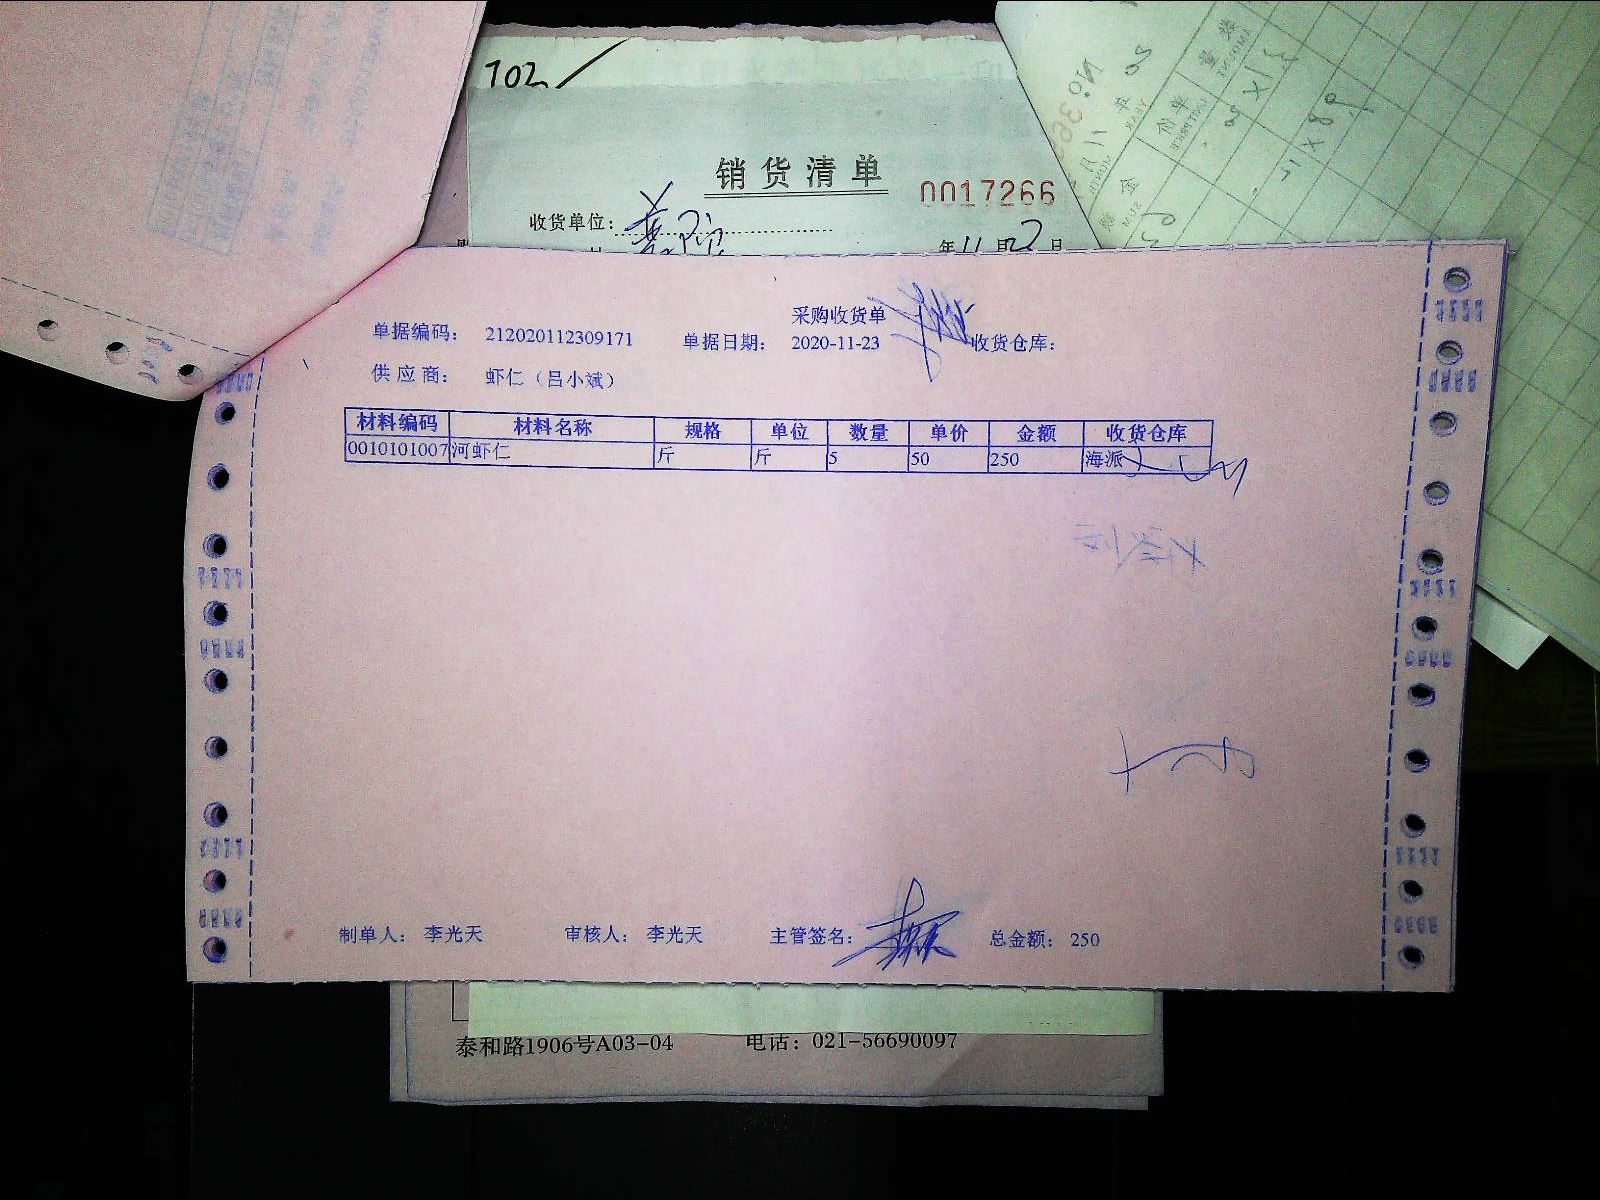 702
销货清单
0017266
收货单位：
年11月22日
采购收货单
单据编码： 212020112309171 单据日期： 2020-11-23 收货仓库：
供应商： 虾仁（吕小斌）
材料编码 材料名称 规格 单位 数量 单价 金额 收货仓库
0010101007 河虾仁 斤 斤 5 50 250 海派
制单人： 李光天 审核人： 李光天 主管签名： 总金额： 250
泰和路1906号A03-04 电话：021-56690097